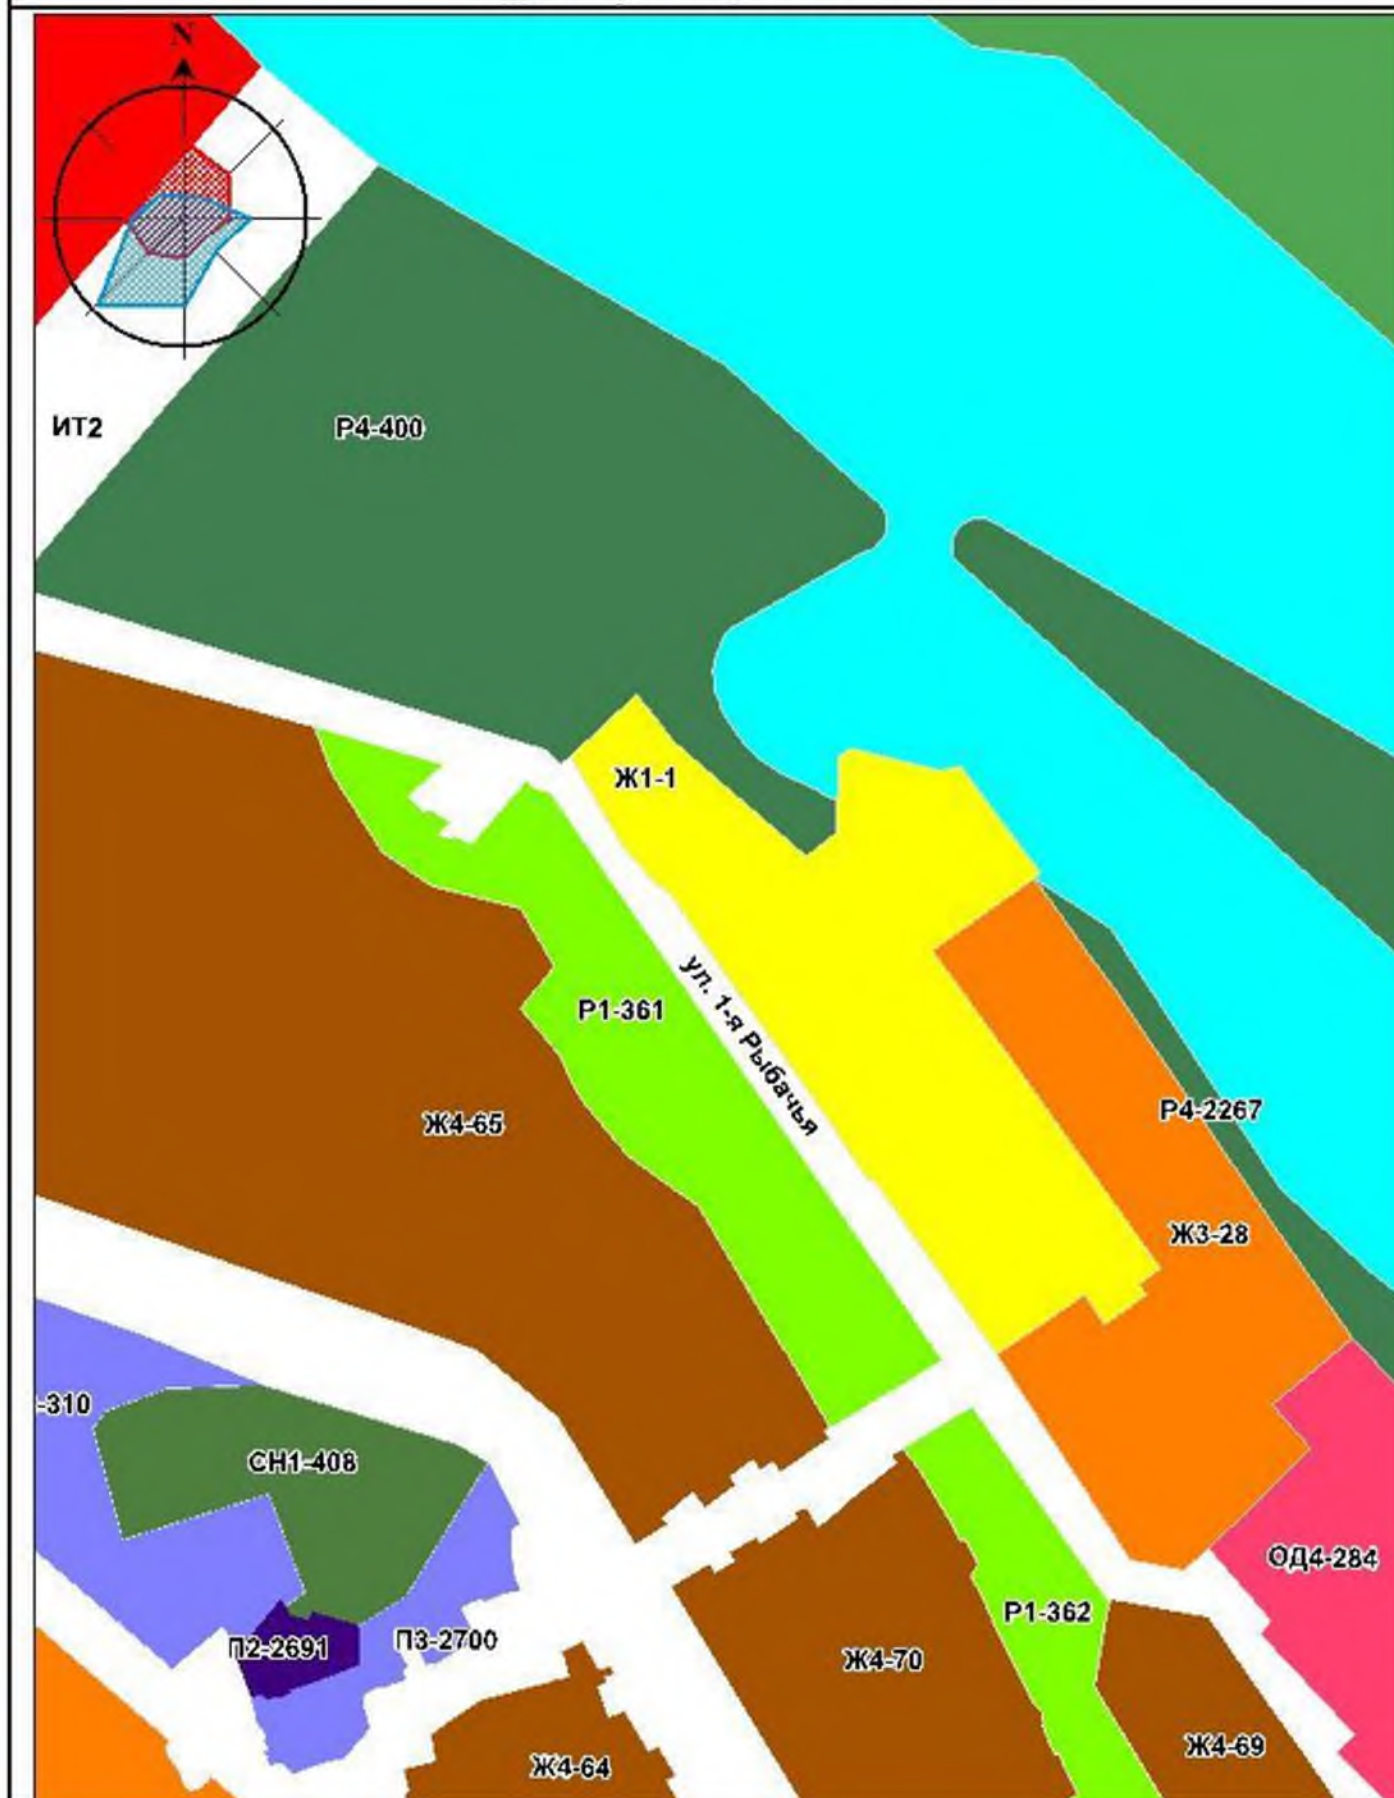 N
ИТ2
Р4-400
Ж1-1
ул. 1-я Рыбачья
Р1-361
Ж4-65
Р4-2267
Ж3-28
-310
СН1-408
ОД4-284
Р1-362
П2-2691
П3-2700
Ж4-70
Ж4-69
Ж4-64